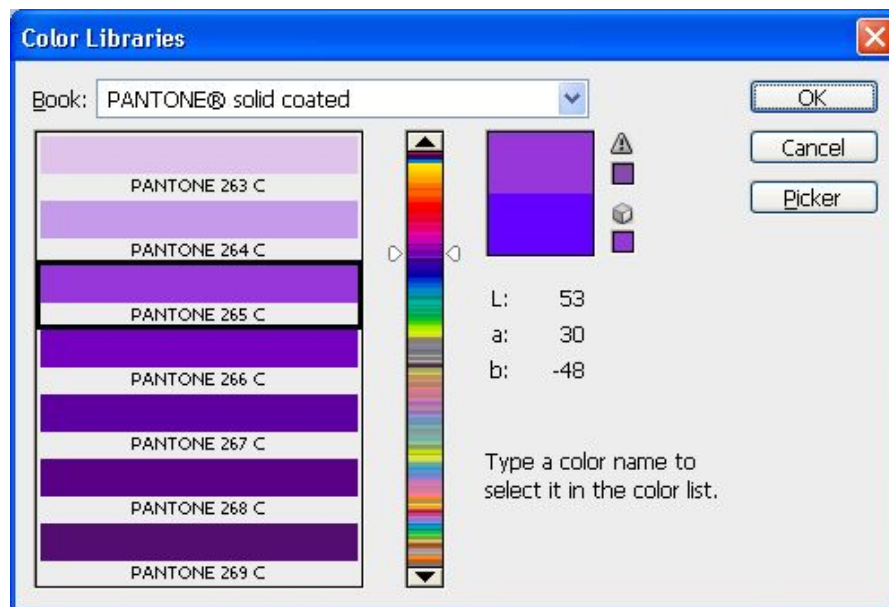 Color Libraries
Book: PANTONE® solid coated
OK
Cancel
Picker
PANTONE 263 C
PANTONE 264 C
PANTONE 265 C
PANTONE 266 C
PANTONE 267 C
PANTONE 268 C
PANTONE 269 C
L: 53
a: 30
b: -48
Type a color name to
select it in the color list.